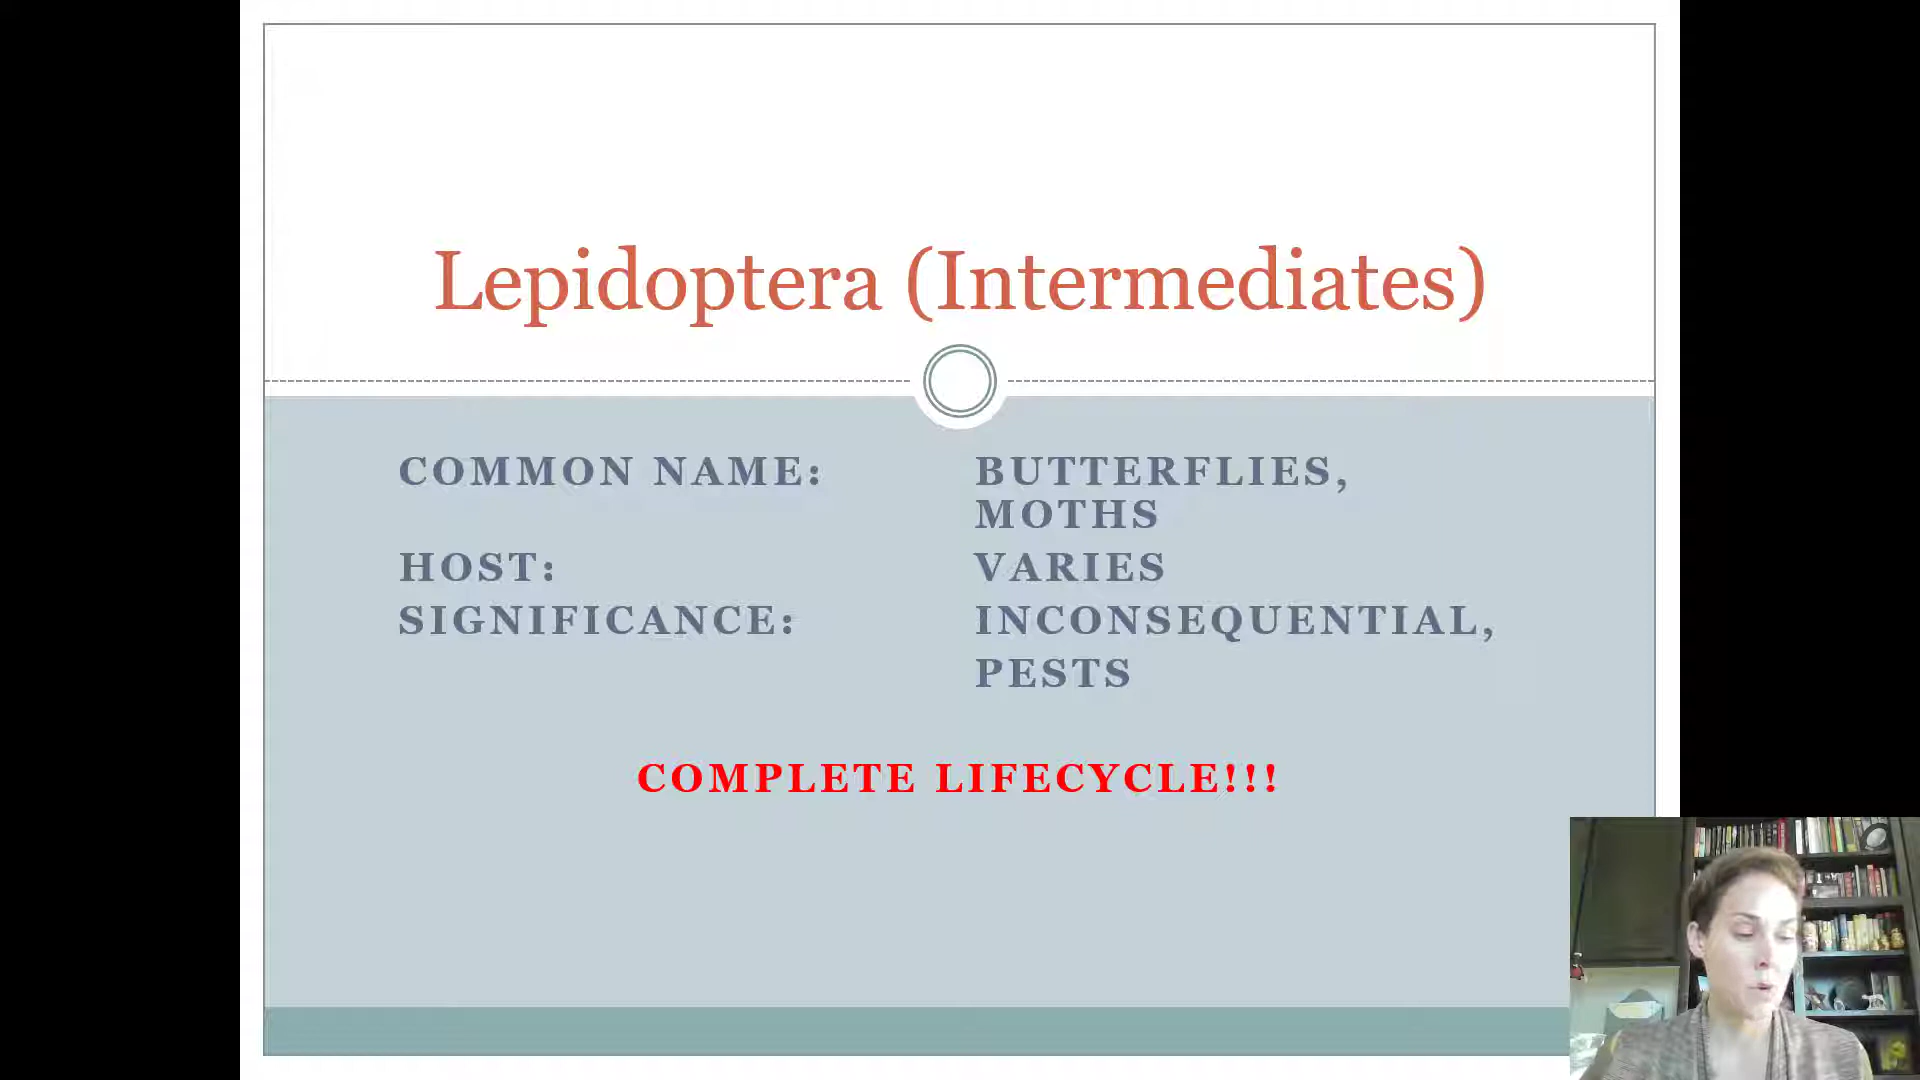 Lepidoptera (Intermediates)
COMMON NAME: BUTTERFLIES,
MOTHS
HOST: VARIES
SIGNIFICANCE: INCONSEQUENTIAL,
PESTS
COMPLETE LIFECYCLE!!!